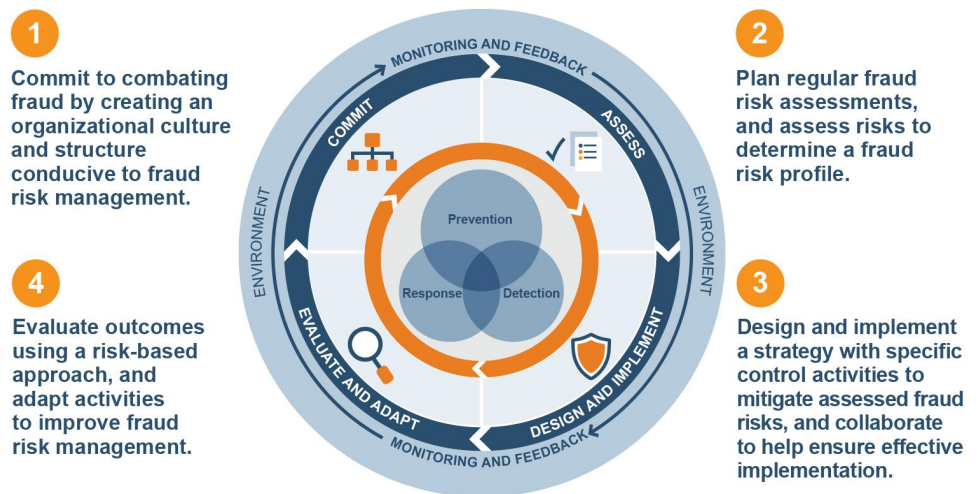 1
Commit to combating
fraud by creating an
organizational culture
and structure
conducive to fraud
risk management.
2
Plan regular fraud
risk assessments,
and assess risks to
determine a fraud
risk profile.
MONITORING AND FEEDBACK
COMMIT
ASSESS
ENVIRONMENT
ENVIRONMENT
Prevention
Response
Detection
EVALUATE AND ADAPT
DESIGN AND IMPLEMENT
MONITORING AND FEEDBACK
4
Evaluate outcomes
using a risk-based
approach, and
adapt activities
to improve fraud
risk management.
3
Design and implement
a strategy with specific
control activities to
mitigate assessed fraud
risks, and collaborate
to help ensure effective
implementation.